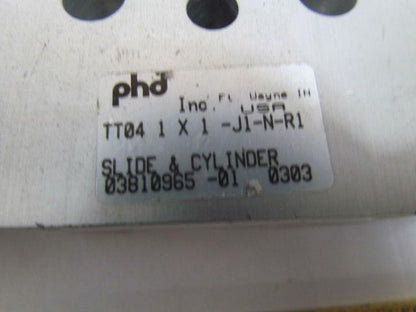 phd
Inc. Ft Wayne IN
USA
TT04 1 X 1 -J1-N-R1
SLIDE & CYLINDER
03810965 -01 0303